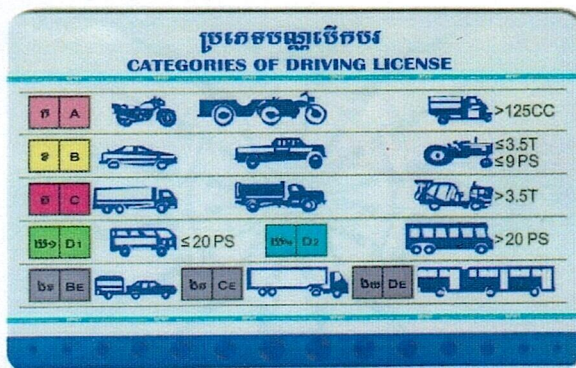 ប្រភេទបណ្ណបើកបរ
CATEGORIES OF DRIVING LICENSE
ក A >125CC
ខ B ≤3.5T
≤9 PS
គ C >3.5T
ឃ១ D1 ≤20 PS ឃ២ D2 >20 PS
ងខ BE ងគ CE ងឃ DE